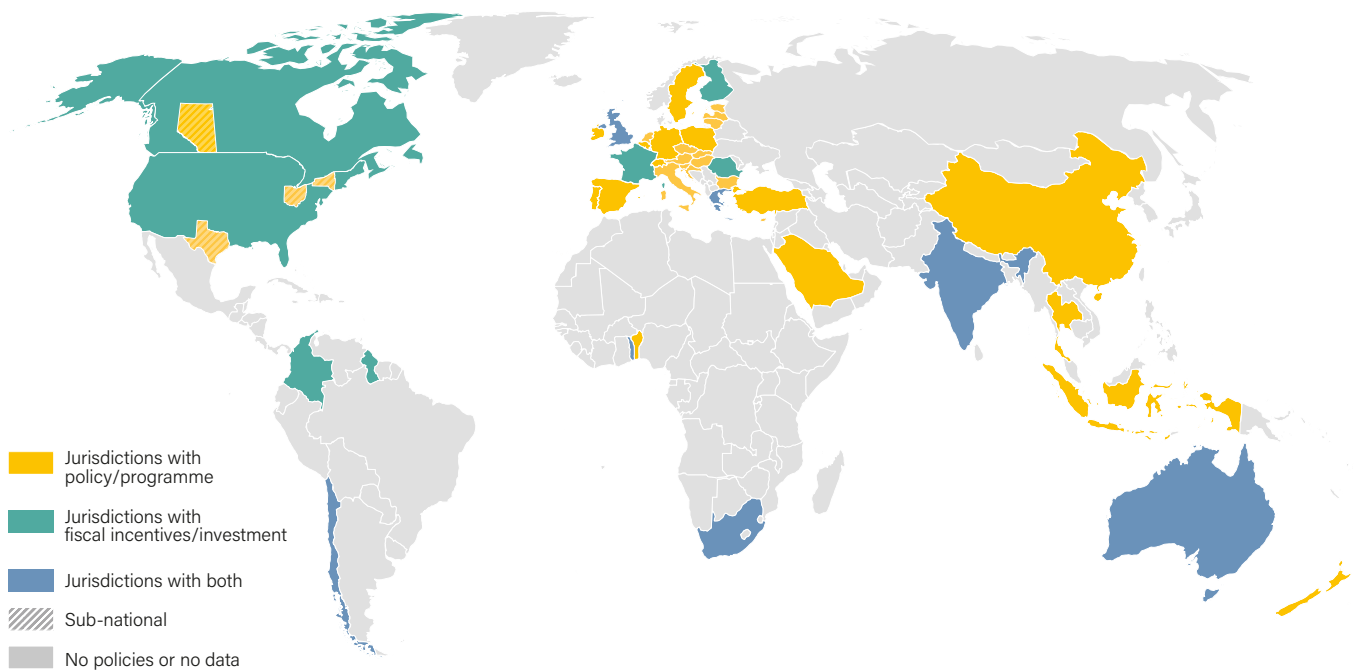 Jurisdictions with
policy/programme
Jurisdictions with
fiscal incentives/investment
Jurisdictions with both
Sub-national
No policies or no data